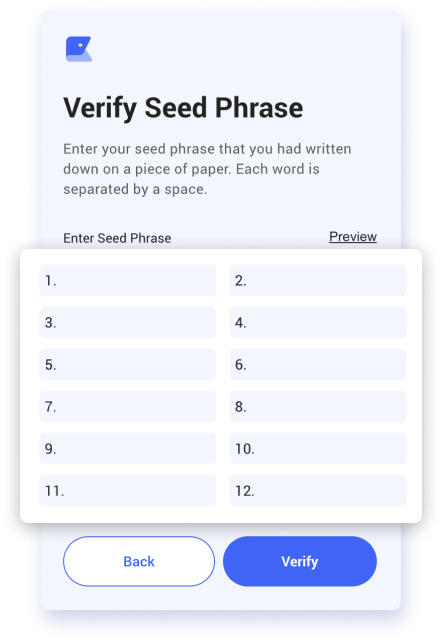 Verify Seed Phrase
Enter your seed phrase that you had written
down on a piece of paper. Each word is
separated by a space.
Enter Seed Phrase Preview
1. 2.
3. 4.
5. 6.
7. 8.
9. 10.
11. 12.
Back Verify